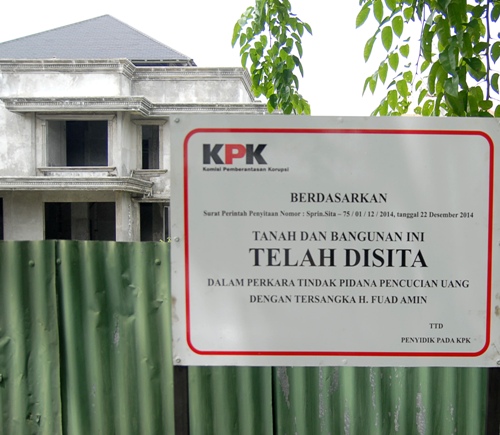 KPK
Komisi Pemberantasan Korupsi
BERDASARKAN
Surat Perintah Penyitaan Nomor : Sprin.Sita – 75 / 01 / 12 / 2014, tanggal 22 Desember 2014
TANAH DAN BANGUNAN INI
TELAH DISITA
DALAM PERKARA TINDAK PIDANA PENCUCIAN UANG
DENGAN TERSANGKA H. FUAD AMIN
TTD
PENYIDIK PADA KPK